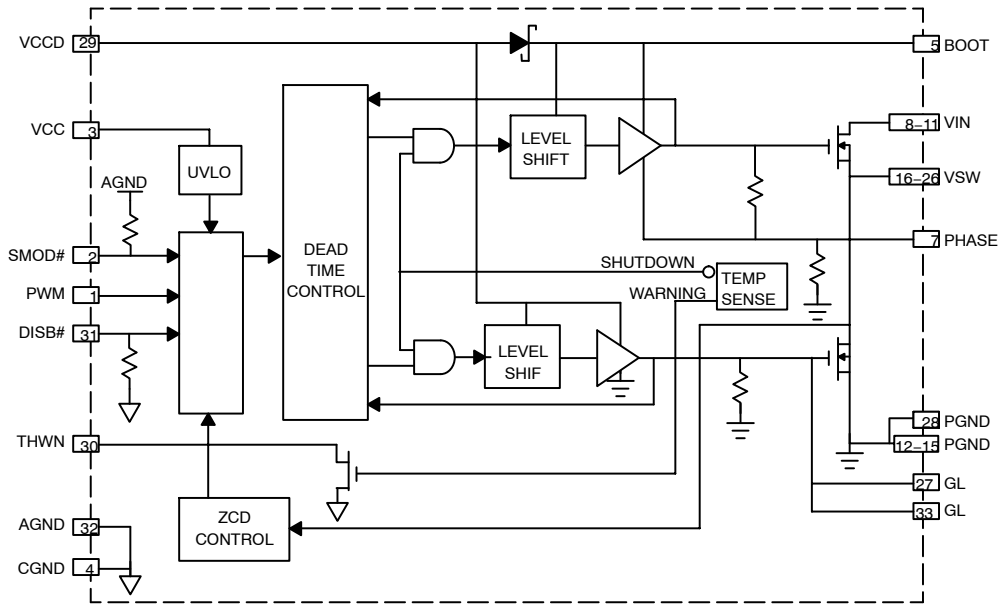 VCCD 29
5 BOOT
VCC 3
8–11 VIN
UVLO
LEVEL
SHIFT
AGND
16–26 VSW
SMOD# 2
DEAD
TIME
CONTROL
7 PHASE
SHUTDOWN
TEMP
SENSE
PWM 1
WARNING
DISB# 31
LEVEL
SHIF
THWN 30
28 PGND
12–15 PGND
27 GL
ZCD
CONTROL
33 GL
AGND 32
CGND 4